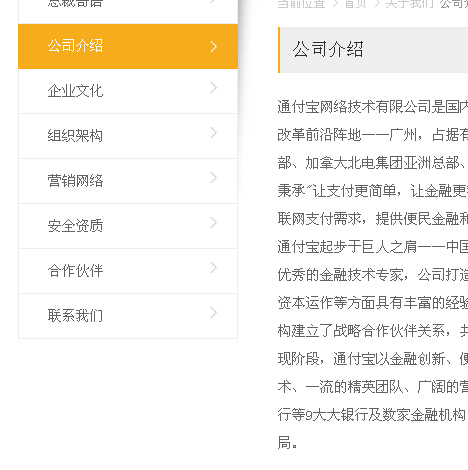 总裁寄语
公司介绍
企业文化
组织架构
营销网络
安全资质
合作伙伴
联系我们
当前位置 > 首页 > 关于我们 公司介
公司介绍
通付宝网络技术有限公司是国内
改革前沿阵地一一广州，占据有
部、加拿大北电集团亚洲总部、
秉承"让支付更简单，让金融更
联网支付需求，提供便民金融和
通付宝起步于巨人之肩一一中国
优秀的金融技术专家，公司打造
资本运作等方面具有丰富的经验
构建立了战略合作伙伴关系，共
现阶段，通付宝以金融创新、便
术、一流的精英团队、广阔的营
行等9大大银行及数家金融机构
局。